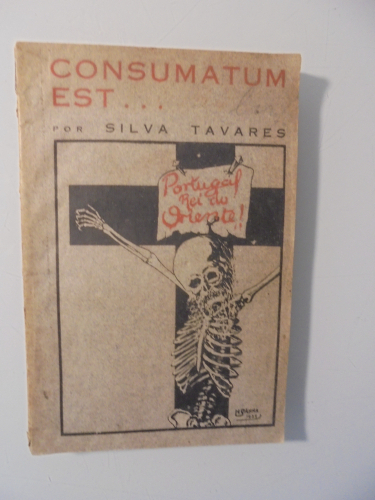 CONSUMATUM
EST...
POR SILVA TAVARES
Portugal
Rei do
Oriente!